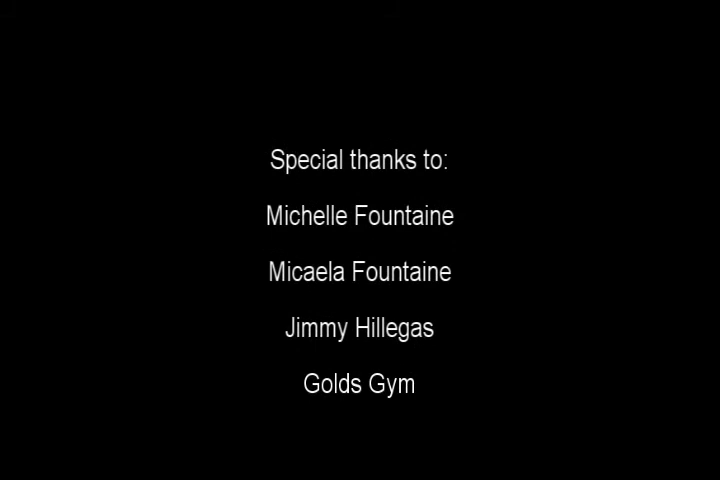 Special thanks to:
Michelle Fountaine
Micaela Fountaine
Jimmy Hillegas
Golds Gym